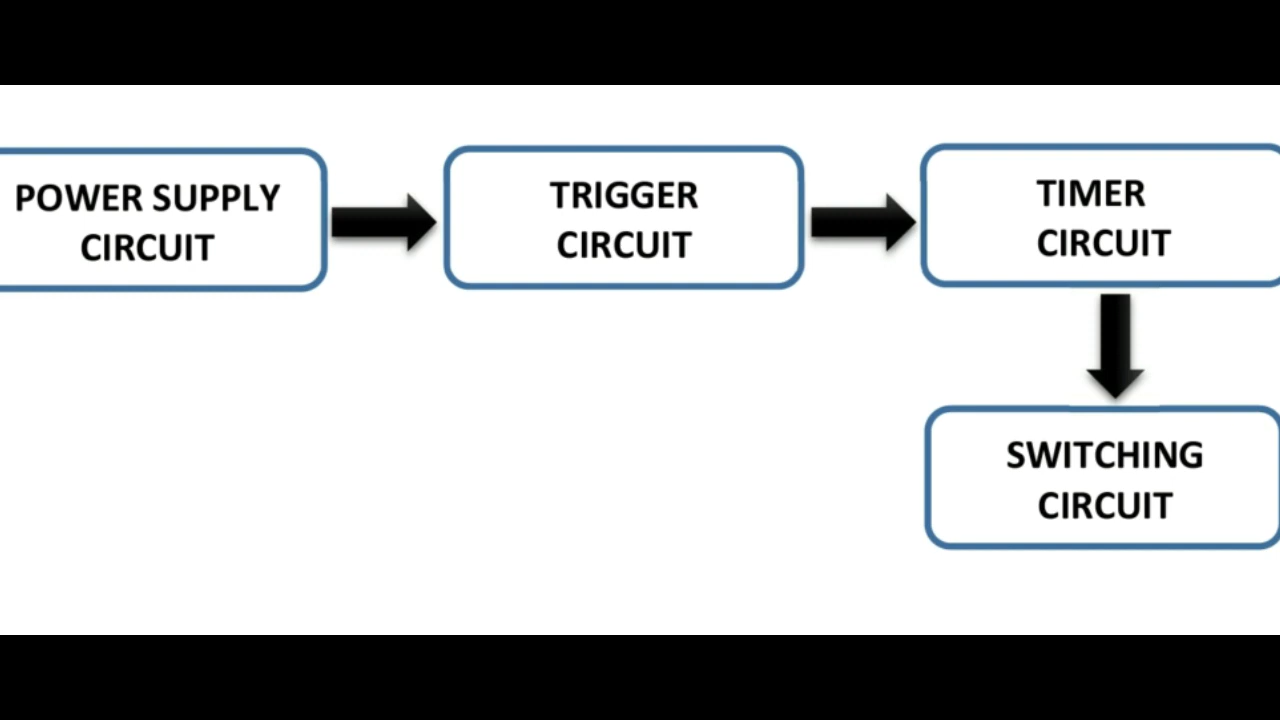 POWER SUPPLY
CIRCUIT
TRIGGER
CIRCUIT
TIMER
CIRCUIT
SWITCHING
CIRCUIT